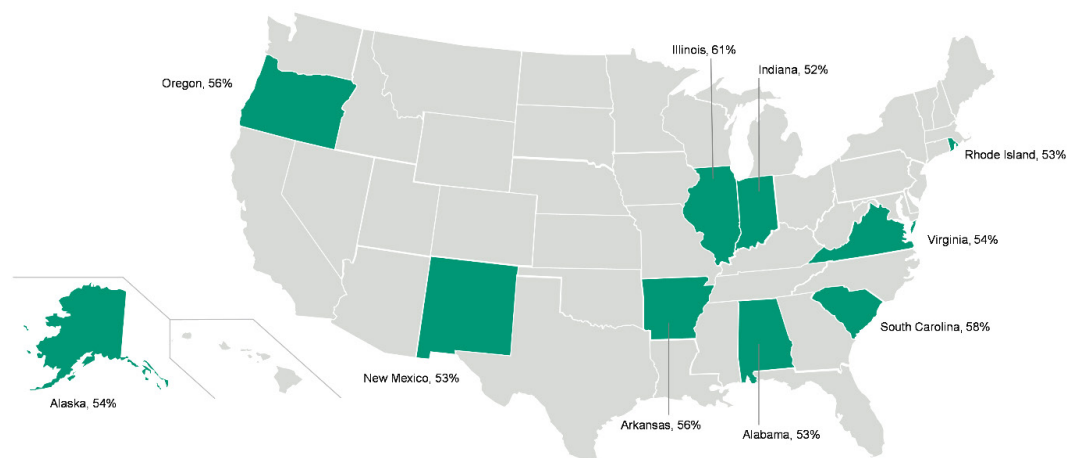 Illinois, 61%
Indiana, 52%
Oregon, 56%
Rhode Island, 53%
Virginia, 54%
South Carolina, 58%
New Mexico, 53%
Alaska, 54%
Arkansas, 56%
Alabama, 53%